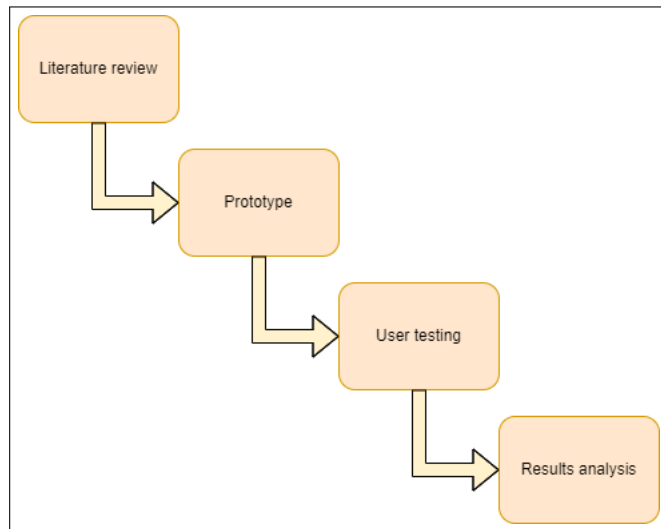 Literature review
Prototype
User testing
Results analysis